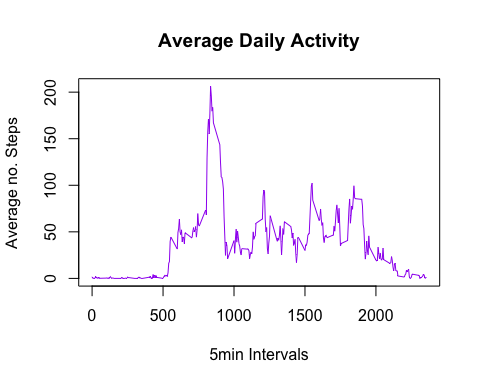 Average Daily Activity
Average no. Steps
200
150
100
50
0
0 500 1000 1500 2000
5min Intervals